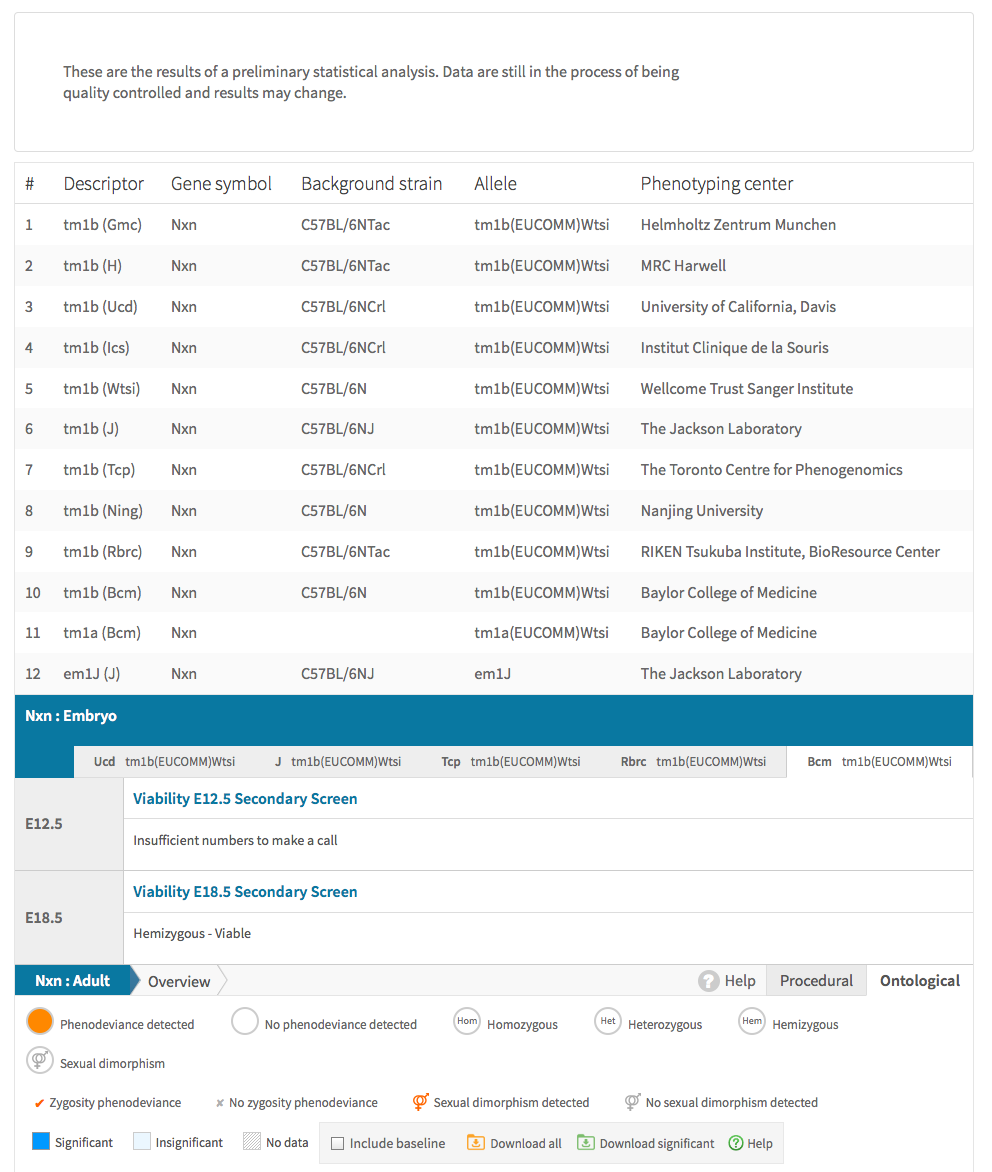 These are the results of a preliminary statistical analysis. Data are still in the process of being
quality controlled and results may change.
# Descriptor Gene symbol Background strain Allele Phenotyping center
1 tm1b (Gmc) Nxn C57BL/6NTac tm1b(EUCOMM)Wtsi Helmholtz Zentrum Munchen
2 tm1b (H) Nxn C57BL/6NTac tm1b(EUCOMM)Wtsi MRC Harwell
3 tm1b (Ucd) Nxn C57BL/6NCrl tm1b(EUCOMM)Wtsi University of California, Davis
4 tm1b (Ics) Nxn C57BL/6NCrl tm1b(EUCOMM)Wtsi Institut Clinique de la Souris
5 tm1b (Wtsi) Nxn C57BL/6N tm1b(EUCOMM)Wtsi Wellcome Trust Sanger Institute
6 tm1b (J) Nxn C57BL/6NJ tm1b(EUCOMM)Wtsi The Jackson Laboratory
7 tm1b (Tcp) Nxn C57BL/6NCrl tm1b(EUCOMM)Wtsi The Toronto Centre for Phenogenomics
8 tm1b (Ning) Nxn C57BL/6N tm1b(EUCOMM)Wtsi Nanjing University
9 tm1b (Rbrc) Nxn C57BL/6NTac tm1b(EUCOMM)Wtsi RIKEN Tsukuba Institute, BioResource Center
10 tm1b (Bcm) Nxn C57BL/6N tm1b(EUCOMM)Wtsi Baylor College of Medicine
11 tm1a (Bcm) Nxn tm1a(EUCOMM)Wtsi Baylor College of Medicine
12 em1J (J) Nxn C57BL/6NJ em1J The Jackson Laboratory
Nxn : Embryo
Ucd tm1b(EUCOMM)Wtsi J tm1b(EUCOMM)Wtsi Tcp tm1b(EUCOMM)Wtsi Rbrc tm1b(EUCOMM)Wtsi Bcm tm1b(EUCOMM)Wtsi
Viability E12.5 Secondary Screen
E12.5
Insufficient numbers to make a call
Viability E18.5 Secondary Screen
E18.5
Hemizygous - Viable
Nxn : Adult Overview ? Help Procedural Ontological
Phenodeviance detected No phenodeviance detected Hom Homozygous Het Heterozygous Hem Hemizygous
Sexual dimorphism
Zygosity phenodeviance No zygosity phenodeviance Sexual dimorphism detected No sexual dimorphism detected
Significant Insignificant No data Include baseline Download all Download significant ? Help